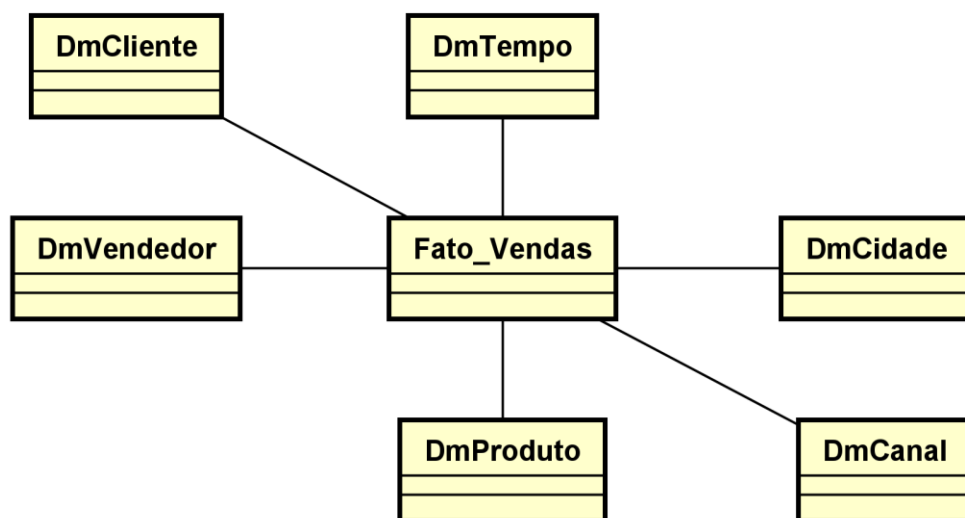 DmCliente
DmTempo
DmVendedor
Fato_Vendas
DmCidade
DmProduto
DmCanal